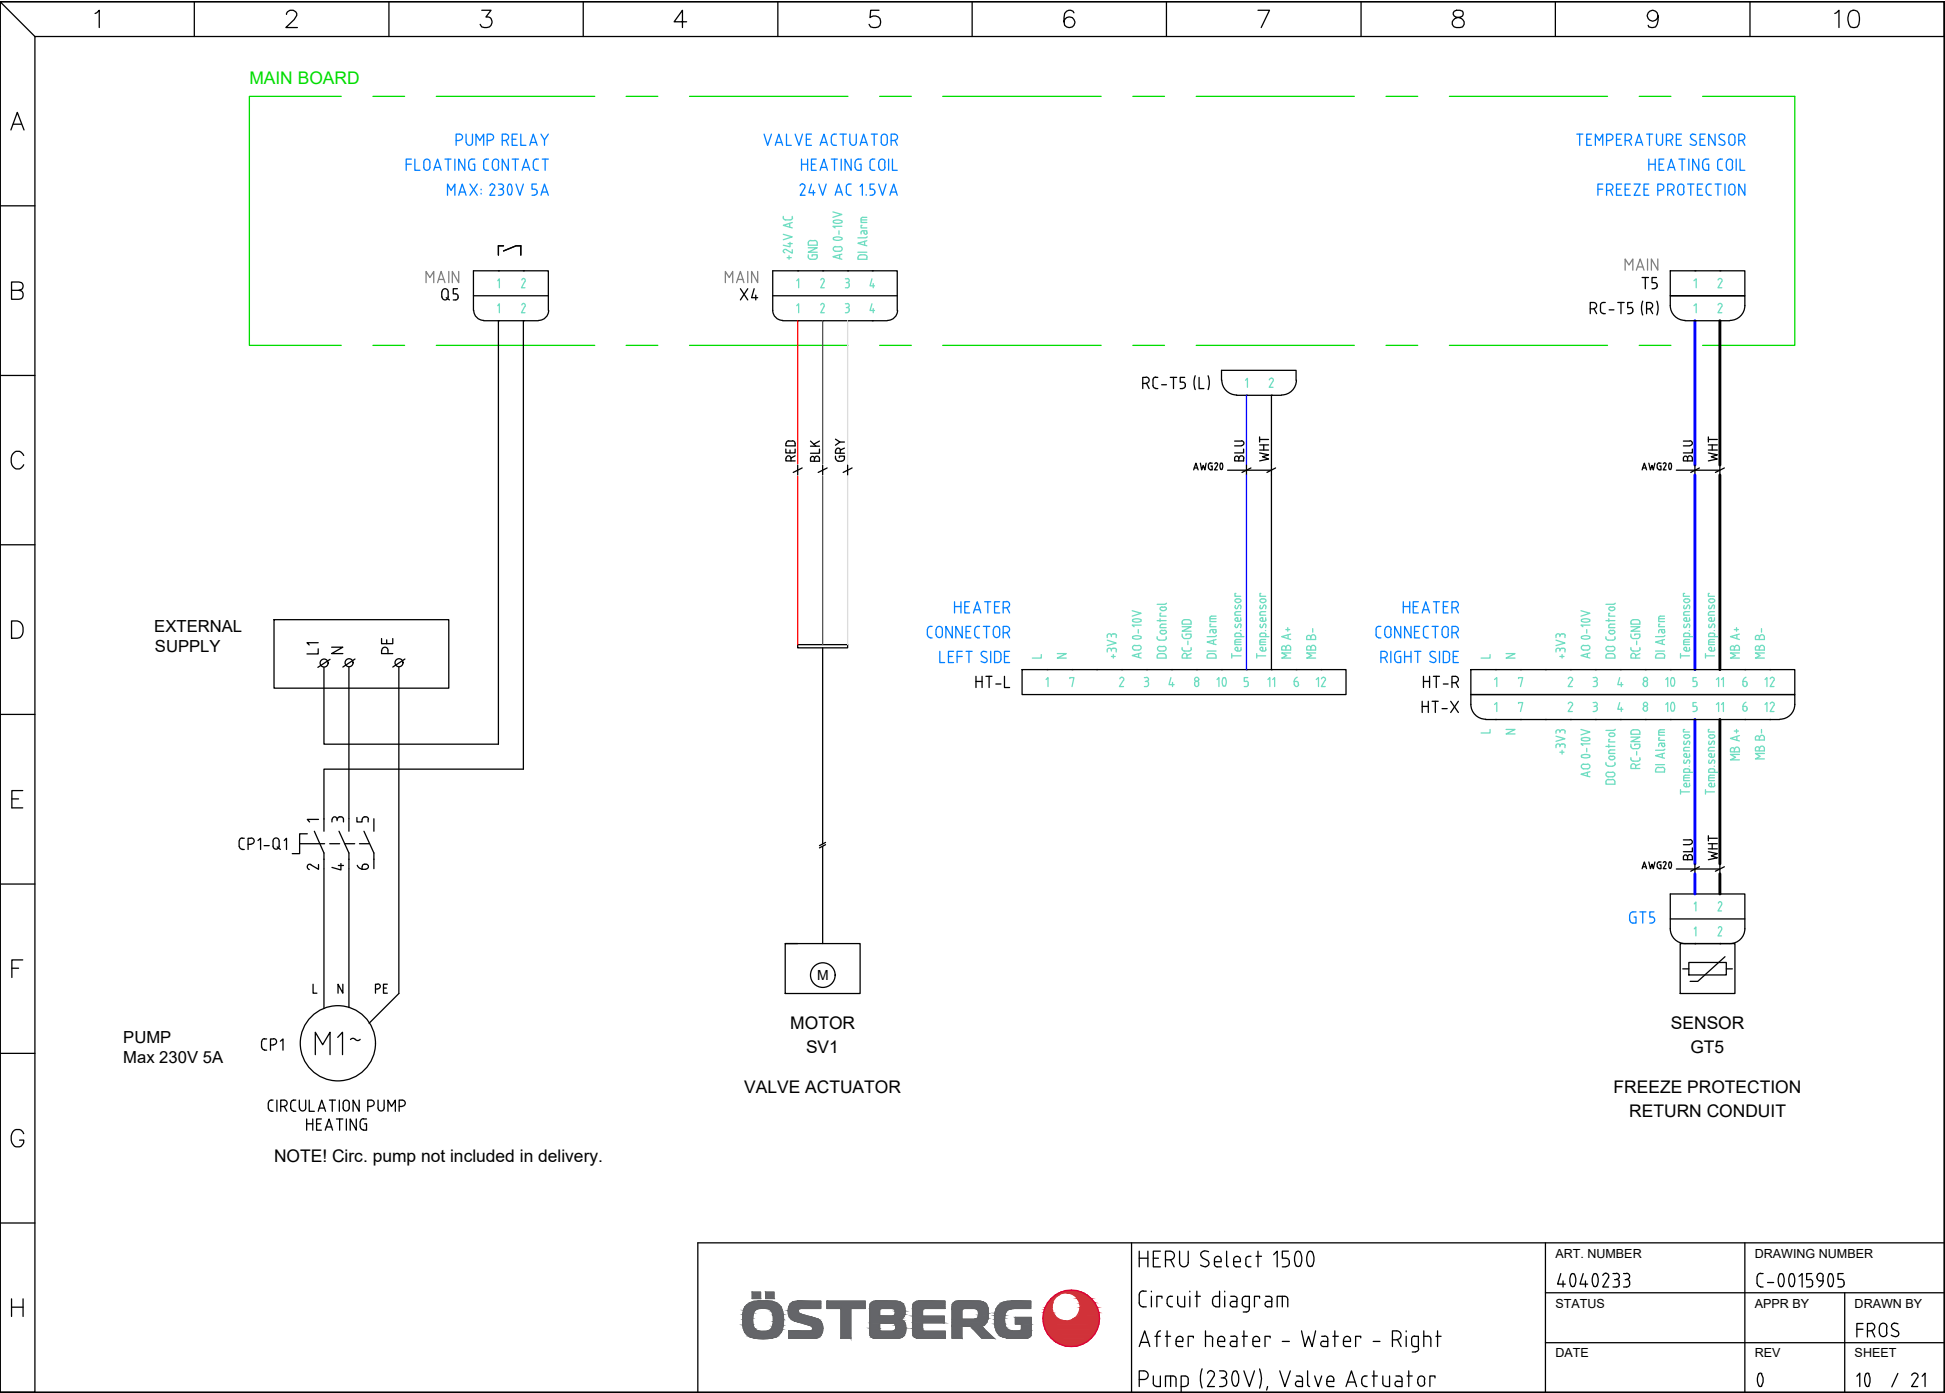 1 2 3 4 5 6 7 8 9 10
A
B
C
D
E
F
G
H
MAIN BOARD
PUMP RELAY
FLOATING CONTACT
MAX: 230V 5A
MAIN
Q5
1 2
1 2
VALVE ACTUATOR
HEATING COIL
24V AC 1.5VA
+24V AC
GND
AO 0-10V
DI Alarm
MAIN
X4
1 2 3 4
1 2 3 4
TEMPERATURE SENSOR
HEATING COIL
FREEZE PROTECTION
MAIN
T5
RC-T5 (R)
1 2
1 2
RC-T5 (L)
1 2
RED
BLK
GRY
AWG20
BLU
WHT
AWG20
BLU
WHT
EXTERNAL
SUPPLY
L1
N
PE
HEATER
CONNECTOR
LEFT SIDE
HT-L
L
N
+3V3
AO 0-10V
DO Control
RC-GND
DI Alarm
Temp.sensor
Temp.sensor
MB A+
MB B-
1 7 2 3 4 8 10 5 11 6 12
HEATER
CONNECTOR
RIGHT SIDE
HT-R
HT-X
L
N
+3V3
AO 0-10V
DO Control
RC-GND
DI Alarm
Temp.sensor
Temp.sensor
MB A+
MB B-
1 7 2 3 4 8 10 5 11 6 12
1 7 2 3 4 8 10 5 11 6 12
L
N
+3V3
AO 0-10V
DO Control
RC-GND
DI Alarm
Temp.sensor
Temp.sensor
MB A+
MB B-
CP1-Q1
1 3 5
2 4 6
AWG20
BLU
WHT
GT5
1 2
1 2
L N PE
PUMP
Max 230V 5A
CP1
M1~
CIRCULATION PUMP
HEATING
NOTE! Circ. pump not included in delivery.
M
MOTOR
SV1
VALVE ACTUATOR
SENSOR
GT5
FREEZE PROTECTION
RETURN CONDUIT
ÖSTBERG
HERU Select 1500
Circuit diagram
After heater - Water - Right
Pump (230V), Valve Actuator
ART. NUMBER
4040233
DRAWING NUMBER
C-0015905
STATUS
APPR BY
DRAWN BY
FROS
DATE
REV
0
SHEET
10 / 21